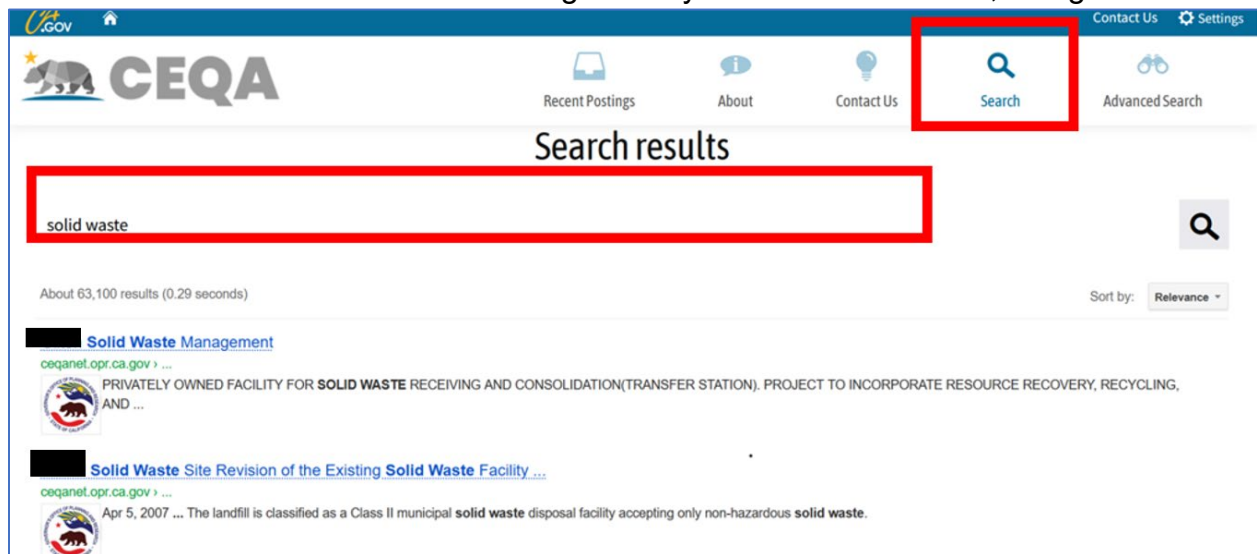 CA.GOV
Contact Us Settings
CEQA
Recent Postings About Contact Us Search Advanced Search
Search results
solid waste
About 63,100 results (0.29 seconds)
Sort by: Relevance
Solid Waste Management
ceqanet.opr.ca.gov › ...
PRIVATELY OWNED FACILITY FOR SOLID WASTE RECEIVING AND CONSOLIDATION(TRANSFER STATION). PROJECT TO INCORPORATE RESOURCE RECOVERY, RECYCLING,
AND ...
Solid Waste Site Revision of the Existing Solid Waste Facility ...
ceqanet.opr.ca.gov › ...
Apr 5, 2007 ... The landfill is classified as a Class II municipal solid waste disposal facility accepting only non-hazardous solid waste.